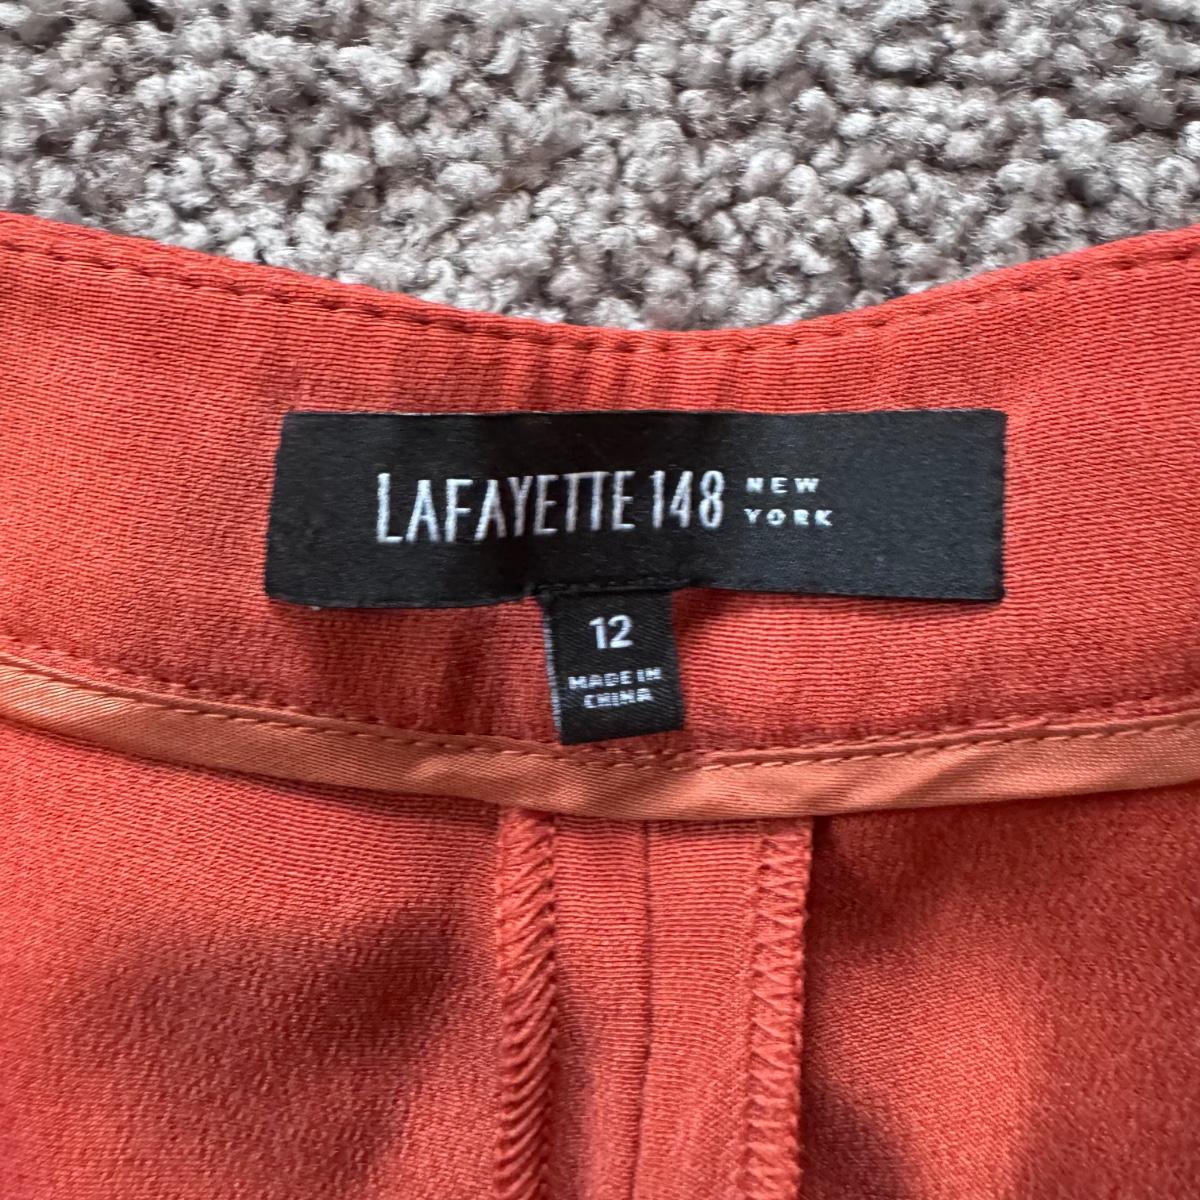 LAFAYETTE 148 NEW
YORK
12
MADE IN
CHINA